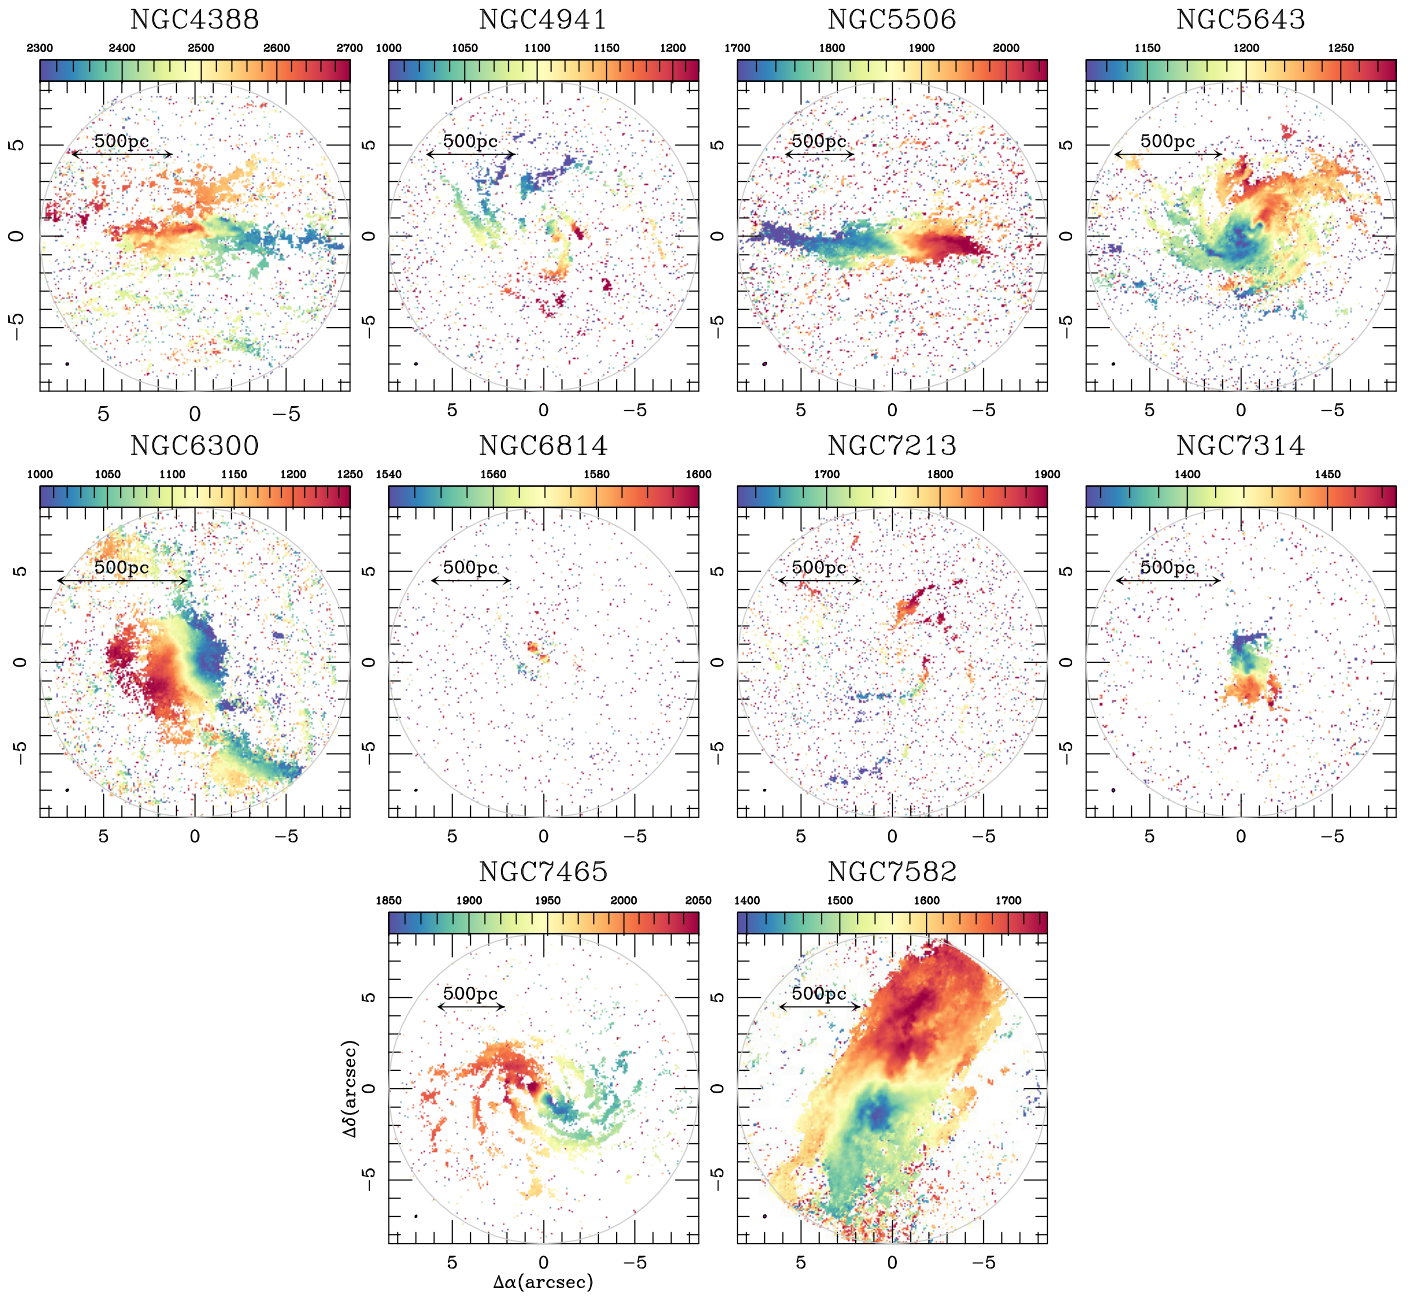 NGC4388 NGC4941 NGC5506 NGC5643
2300 2400 2500 2600 2700 1000 1050 1100 1150 1200 1700 1800 1900 2000 1150 1200 1250
500pc 500pc 500pc 500pc
5 5 5 5
0 0 0 0
−5 −5 −5 −5
5 0 −5 5 0 −5 5 0 −5 5 0 −5
NGC6300 NGC6814 NGC7213 NGC7314
1000 1050 1100 1150 1200 1250 1540 1560 1580 1600 1700 1800 1900 1400 1450
500pc 500pc 500pc 500pc
5 5 5 5
0 0 0 0
−5 −5 −5 −5
5 0 −5 5 0 −5 5 0 −5 5 0 −5
NGC7465 NGC7582
1850 1900 1950 2000 2050 1400 1500 1600 1700
500pc 500pc
5 5
0 0
−5 −5
Δδ(arcsec)
5 0 −5 5 0 −5
Δα(arcsec)